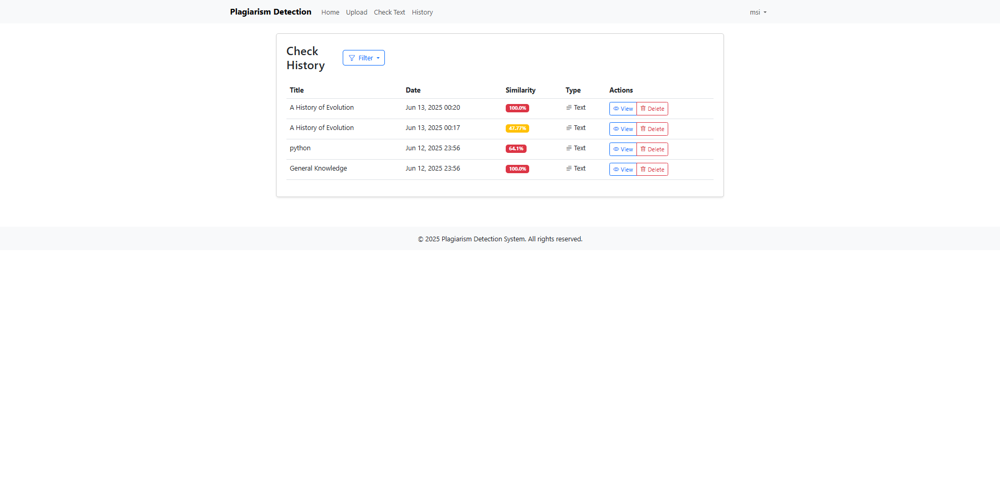 Plagiarism Detection Home Upload Check Text History msi
Check
History
Filter
Title Date Similarity Type Actions
A History of Evolution Jun 13, 2025 00:20 100.0% Text View Delete
A History of Evolution Jun 13, 2025 00:17 47.77% Text View Delete
python Jun 12, 2025 23:56 64.1% Text View Delete
General Knowledge Jun 12, 2025 23:56 100.0% Text View Delete
© 2025 Plagiarism Detection System. All rights reserved.